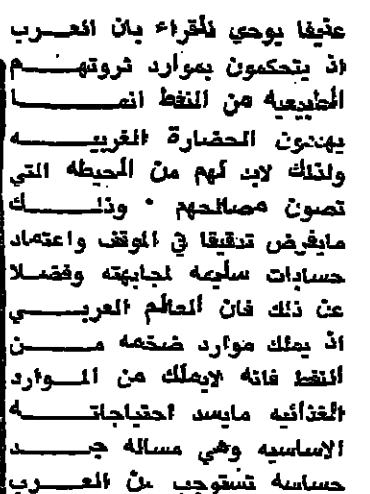 عنيفا يوحي للقراء بان العرب
اذ يتحكمون بموارد ثروتهم
الطبيعيه من النفط انما
يهددون الحضارة الغربيه
ولذلك لابد لهم من الحيطه التي
تصون مصالحهم . وذلك
مايفرض تدقيقا في الموقف واعتماد
حسابات سليمه لمجابهته وفضلا
عن ذلك فان العالم العربي
اذ يملك موارد ضخمه من
النفط فانه لايملك من الموارد
الغذائيه مايسد احتياجاته
الاساسيه وهي مساله جد
حساسة تستوجب من العرب